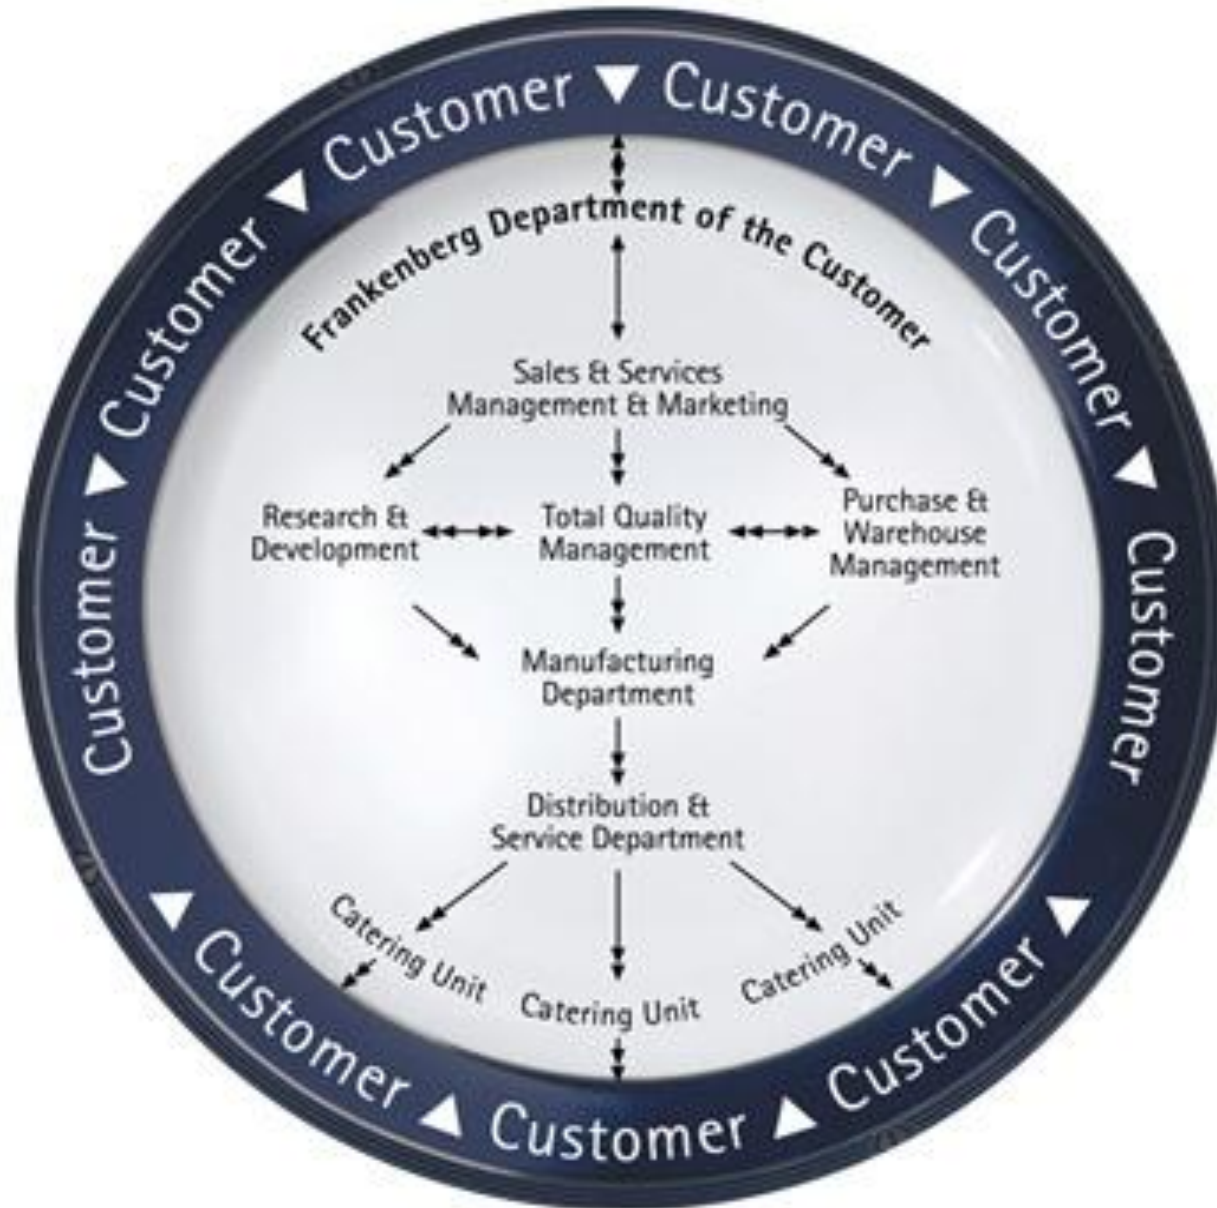 Customer ▼ Customer ▼ Customer ▼ Customer ▼ Customer ▼ Customer ▼ Customer
Customer
Frankenberg Department of the Customer
Sales & Services
Management & Marketing
Research &
Development
Total Quality
Management
Purchase &
Warehouse
Management
Manufacturing
Department
Distribution &
Service Department
Catering Unit
Catering Unit
Catering Unit
▲ Customer ▲ Customer ▲ Customer ▲